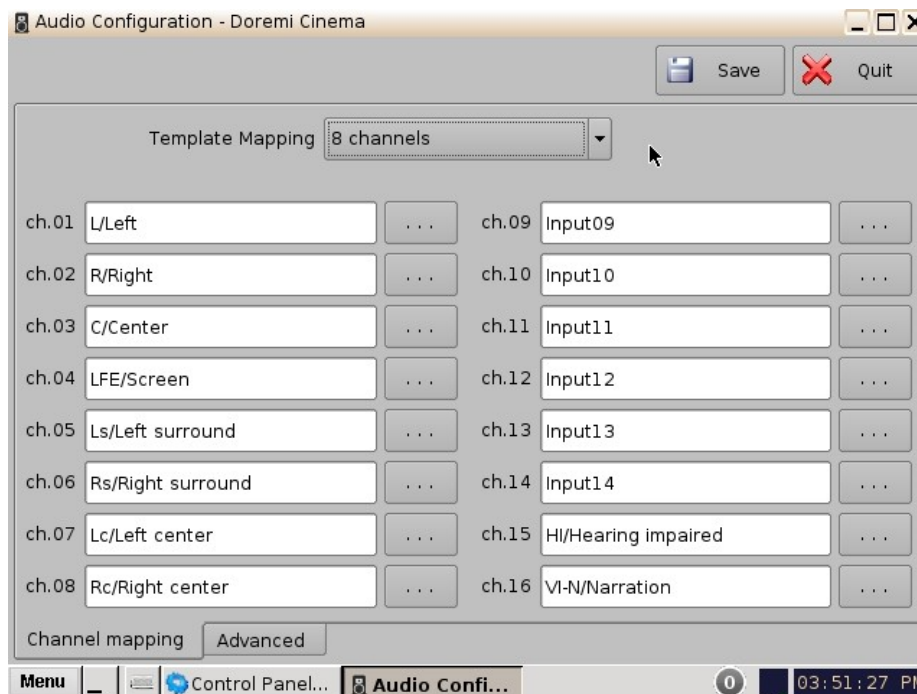 Audio Configuration - Doremi Cinema
Save Quit
Template Mapping 8 channels
ch.01 L/Left ... ch.09 Input09 ...
ch.02 R/Right ... ch.10 Input10 ...
ch.03 C/Center ... ch.11 Input11 ...
ch.04 LFE/Screen ... ch.12 Input12 ...
ch.05 Ls/Left surround ... ch.13 Input13 ...
ch.06 Rs/Right surround ... ch.14 Input14 ...
ch.07 Lc/Left center ... ch.15 HI/Hearing impaired ...
ch.08 Rc/Right center ... ch.16 VI-N/Narration ...
Channel mapping Advanced
Menu Control Panel... Audio Confi... 0 03:51:27 PM